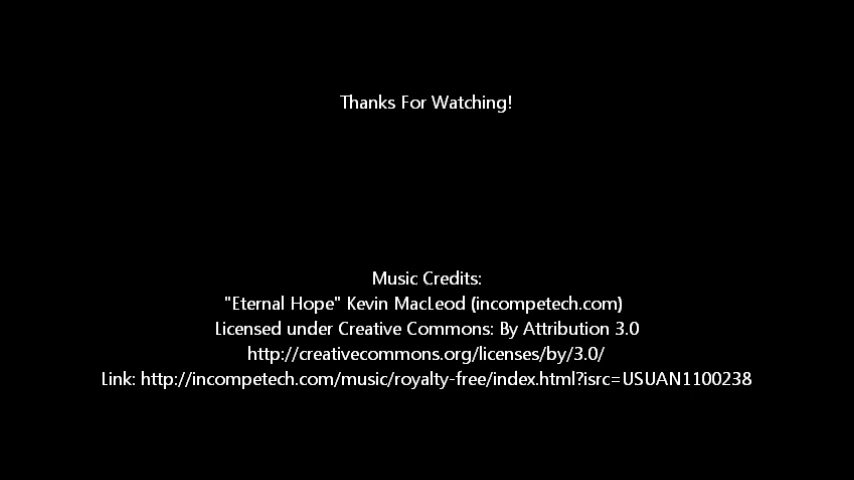 Thanks For Watching!
Music Credits:
"Eternal Hope" Kevin MacLeod (incompetech.com)
Licensed under Creative Commons: By Attribution 3.0
http://creativecommons.org/licenses/by/3.0/
Link: http://incompetech.com/music/royalty-free/index.html?isrc=USUAN1100238